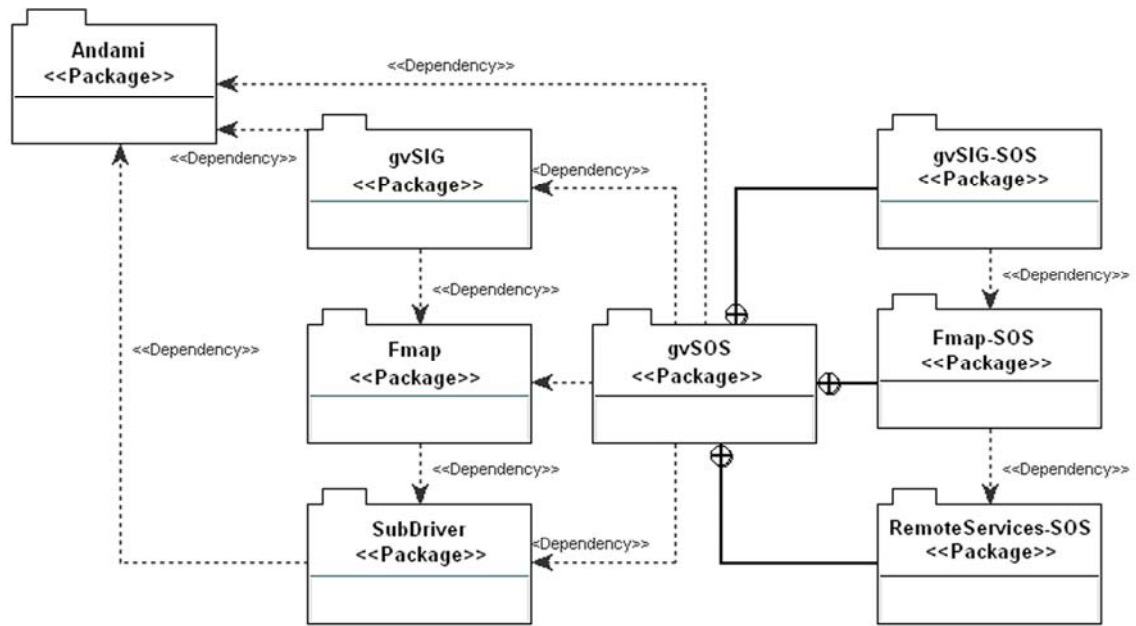 Andami
<<Package>>
<<Dependency>>
<<Dependency>>
gvSIG
<<Package>>
<<Dependency>>
gvSIG-SOS
<<Package>>
<<Dependency>>
<<Dependency>>
<<Dependency>>
Fmap
<<Package>>
gvSOS
<<Package>>
Fmap-SOS
<<Package>>
<<Dependency>>
<<Dependency>>
SubDriver
<<Package>>
<Dependency>>
RemoteServices-SOS
<<Package>>